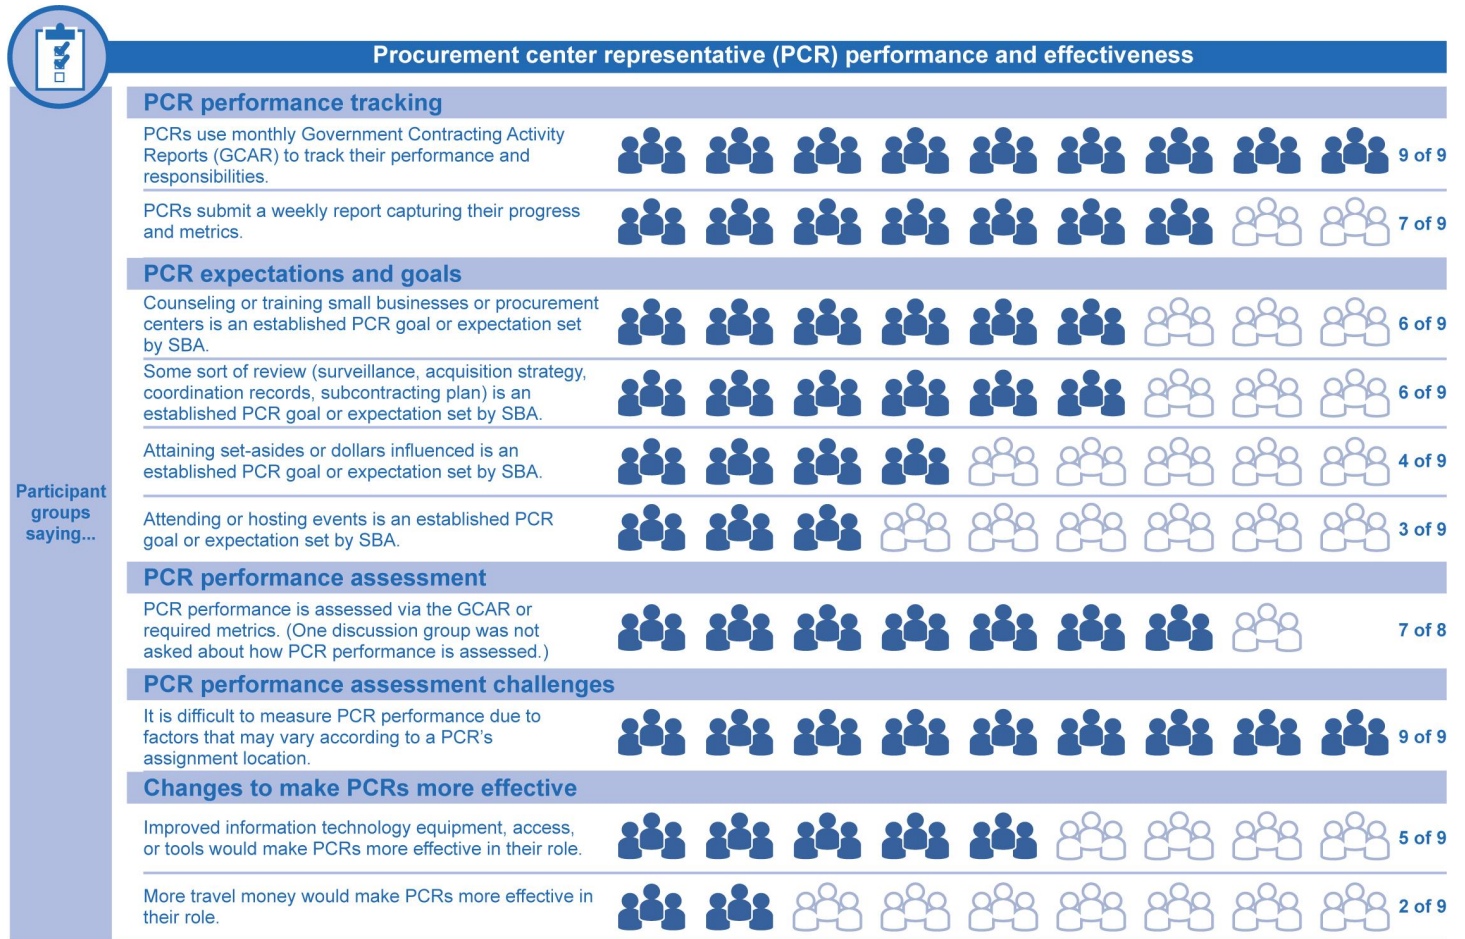 Procurement center representative (PCR) performance and effectiveness
Participant
groups
saying...
PCR performance tracking
PCRs use monthly Government Contracting Activity
Reports (GCAR) to track their performance and
responsibilities.
9 of 9
PCRs submit a weekly report capturing their progress
and metrics.
7 of 9
PCR expectations and goals
Counseling or training small businesses or procurement
centers is an established PCR goal or expectation set
by SBA.
6 of 9
Some sort of review (surveillance, acquisition strategy,
coordination records, subcontracting plan) is an
established PCR goal or expectation set by SBA.
6 of 9
Attaining set-asides or dollars influenced is an
established PCR goal or expectation set by SBA.
4 of 9
Attending or hosting events is an established PCR
goal or expectation set by SBA.
3 of 9
PCR performance assessment
PCR performance is assessed via the GCAR or
required metrics. (One discussion group was not
asked about how PCR performance is assessed.)
7 of 8
PCR performance assessment challenges
It is difficult to measure PCR performance due to
factors that may vary according to a PCR’s
assignment location.
9 of 9
Changes to make PCRs more effective
Improved information technology equipment, access,
or tools would make PCRs more effective in their role.
5 of 9
More travel money would make PCRs more effective in
their role.
2 of 9